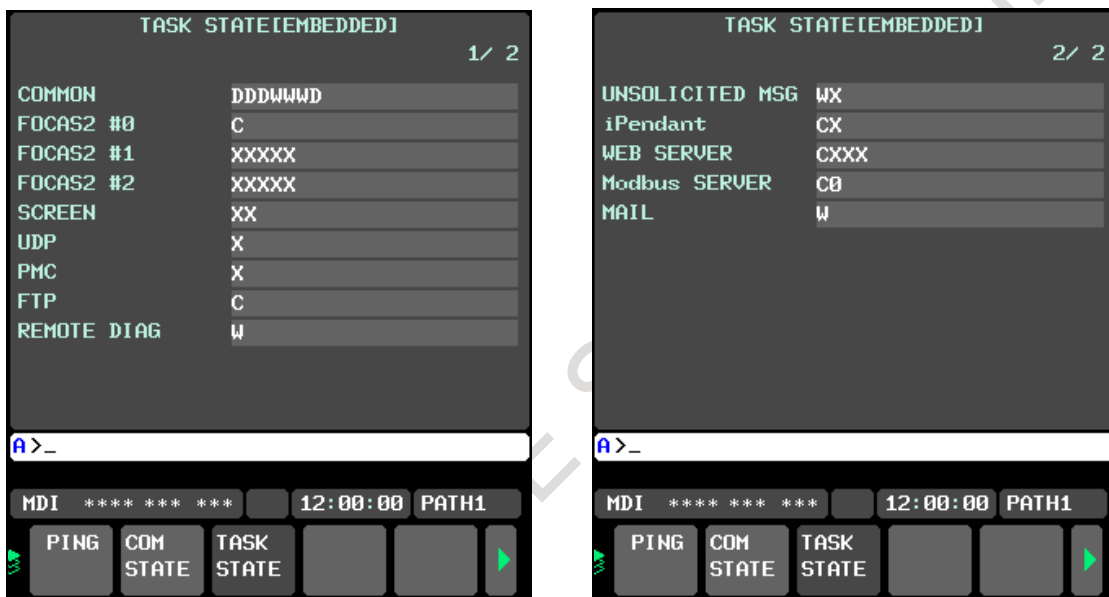 TASK STATE[EMBEDDED]
1/ 2
COMMON DDDWWWD
FOCAS2 #0 C
FOCAS2 #1 XXXXX
FOCAS2 #2 XXXXX
SCREEN XX
UDP X
PMC X
FTP C
REMOTE DIAG W
A>_
MDI **** *** *** 12:00:00 PATH1
PING COM STATE TASK STATE
TASK STATE[EMBEDDED]
2/ 2
UNSOLICITED MSG WX
iPendant CX
WEB SERVER CXXX
Modbus SERVER C0
MAIL W
A>_
MDI **** *** *** 12:00:00 PATH1
PING COM STATE TASK STATE